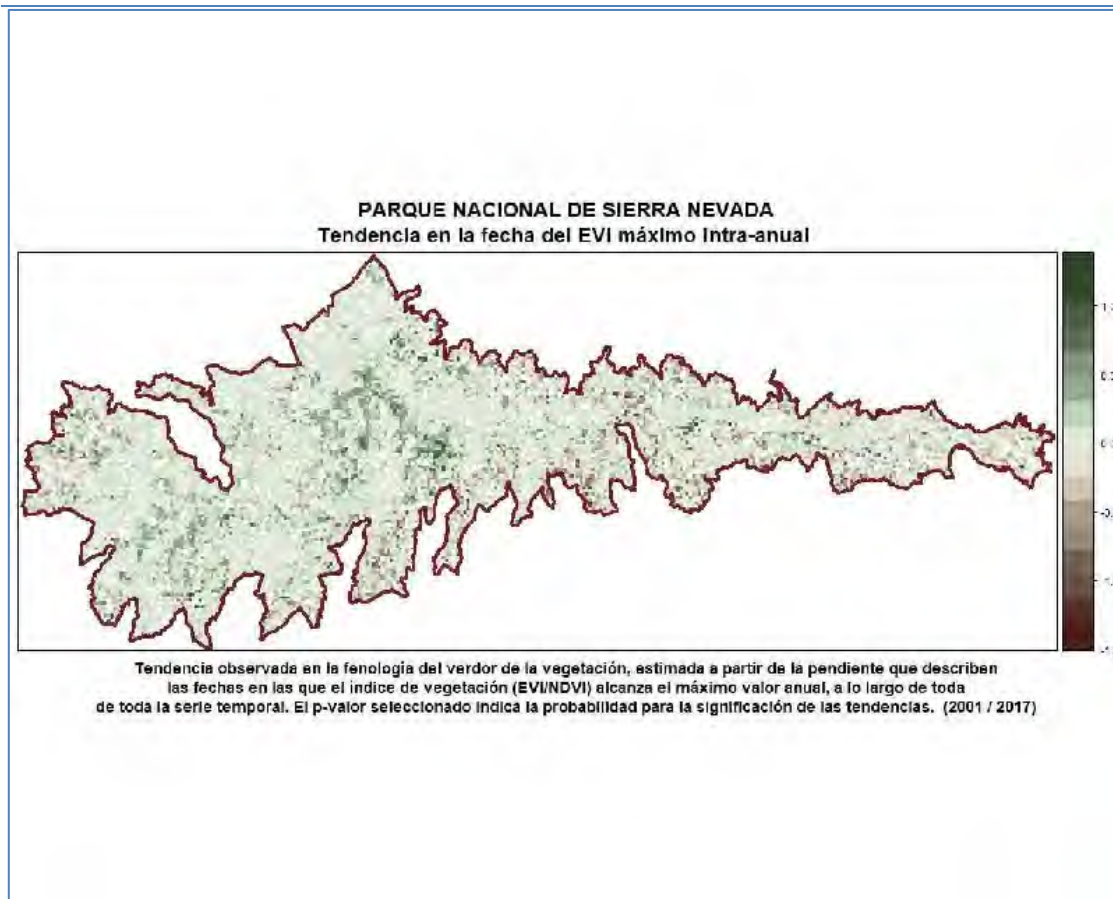 PARQUE NACIONAL DE SIERRA NEVADA
Tendencia en la fecha del EVI máximo intra-anual
Tendencia observada en la fenología del verdor de la vegetación, estimada a partir de la pendiente que describen
las fechas en las que el índice de vegetación (EVI/NDVI) alcanza el máximo valor anual, a lo largo de toda
de toda la serie temporal. El p-valor seleccionado indica la probabilidad para la significación de las tendencias. (2001 / 2017)